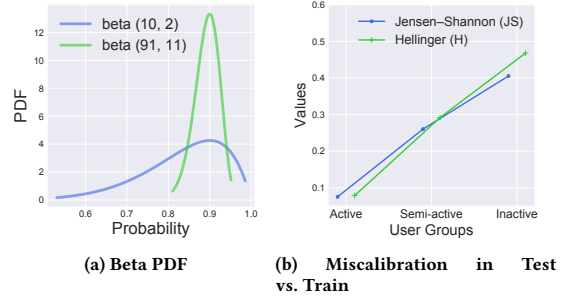 beta (10, 2)
beta (91, 11)
PDF
14
12
10
8
6
4
2
0
0.6 0.7 0.8 0.9 1.0
Probability
(a) Beta PDF
Jensen–Shannon (JS)
Hellinger (H)
Values
0.6
0.5
0.4
0.3
0.2
0.1
Active Semi-active Inactive
User Groups
(b) Miscalibration in Test
vs. Train